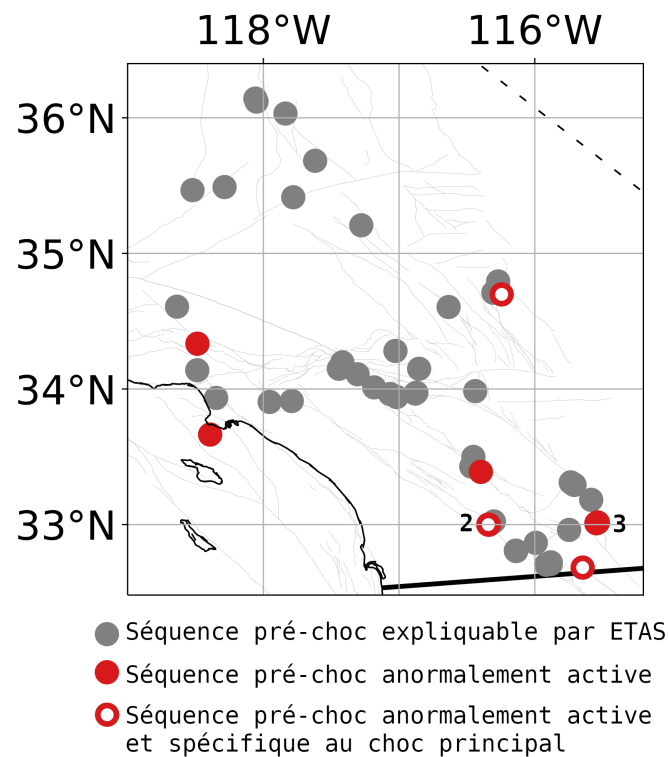 118°W 116°W
36°N
35°N
34°N
33°N
2 3
Séquence pré-choc expliquable par ETAS
Séquence pré-choc anormalement active
Séquence pré-choc anormalement active
et spécifique au choc principal